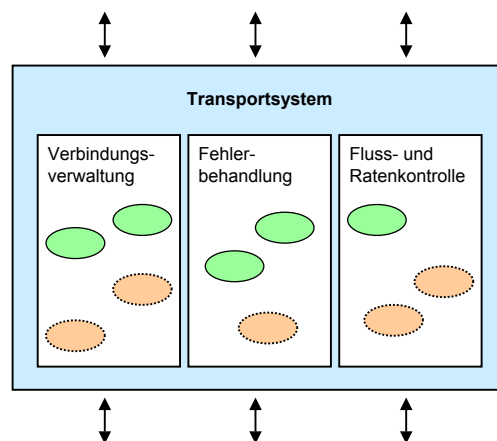 Transportsystem
Verbindungs-
verwaltung
Fehler-
behandlung
Fluss- und
Ratenkontrolle